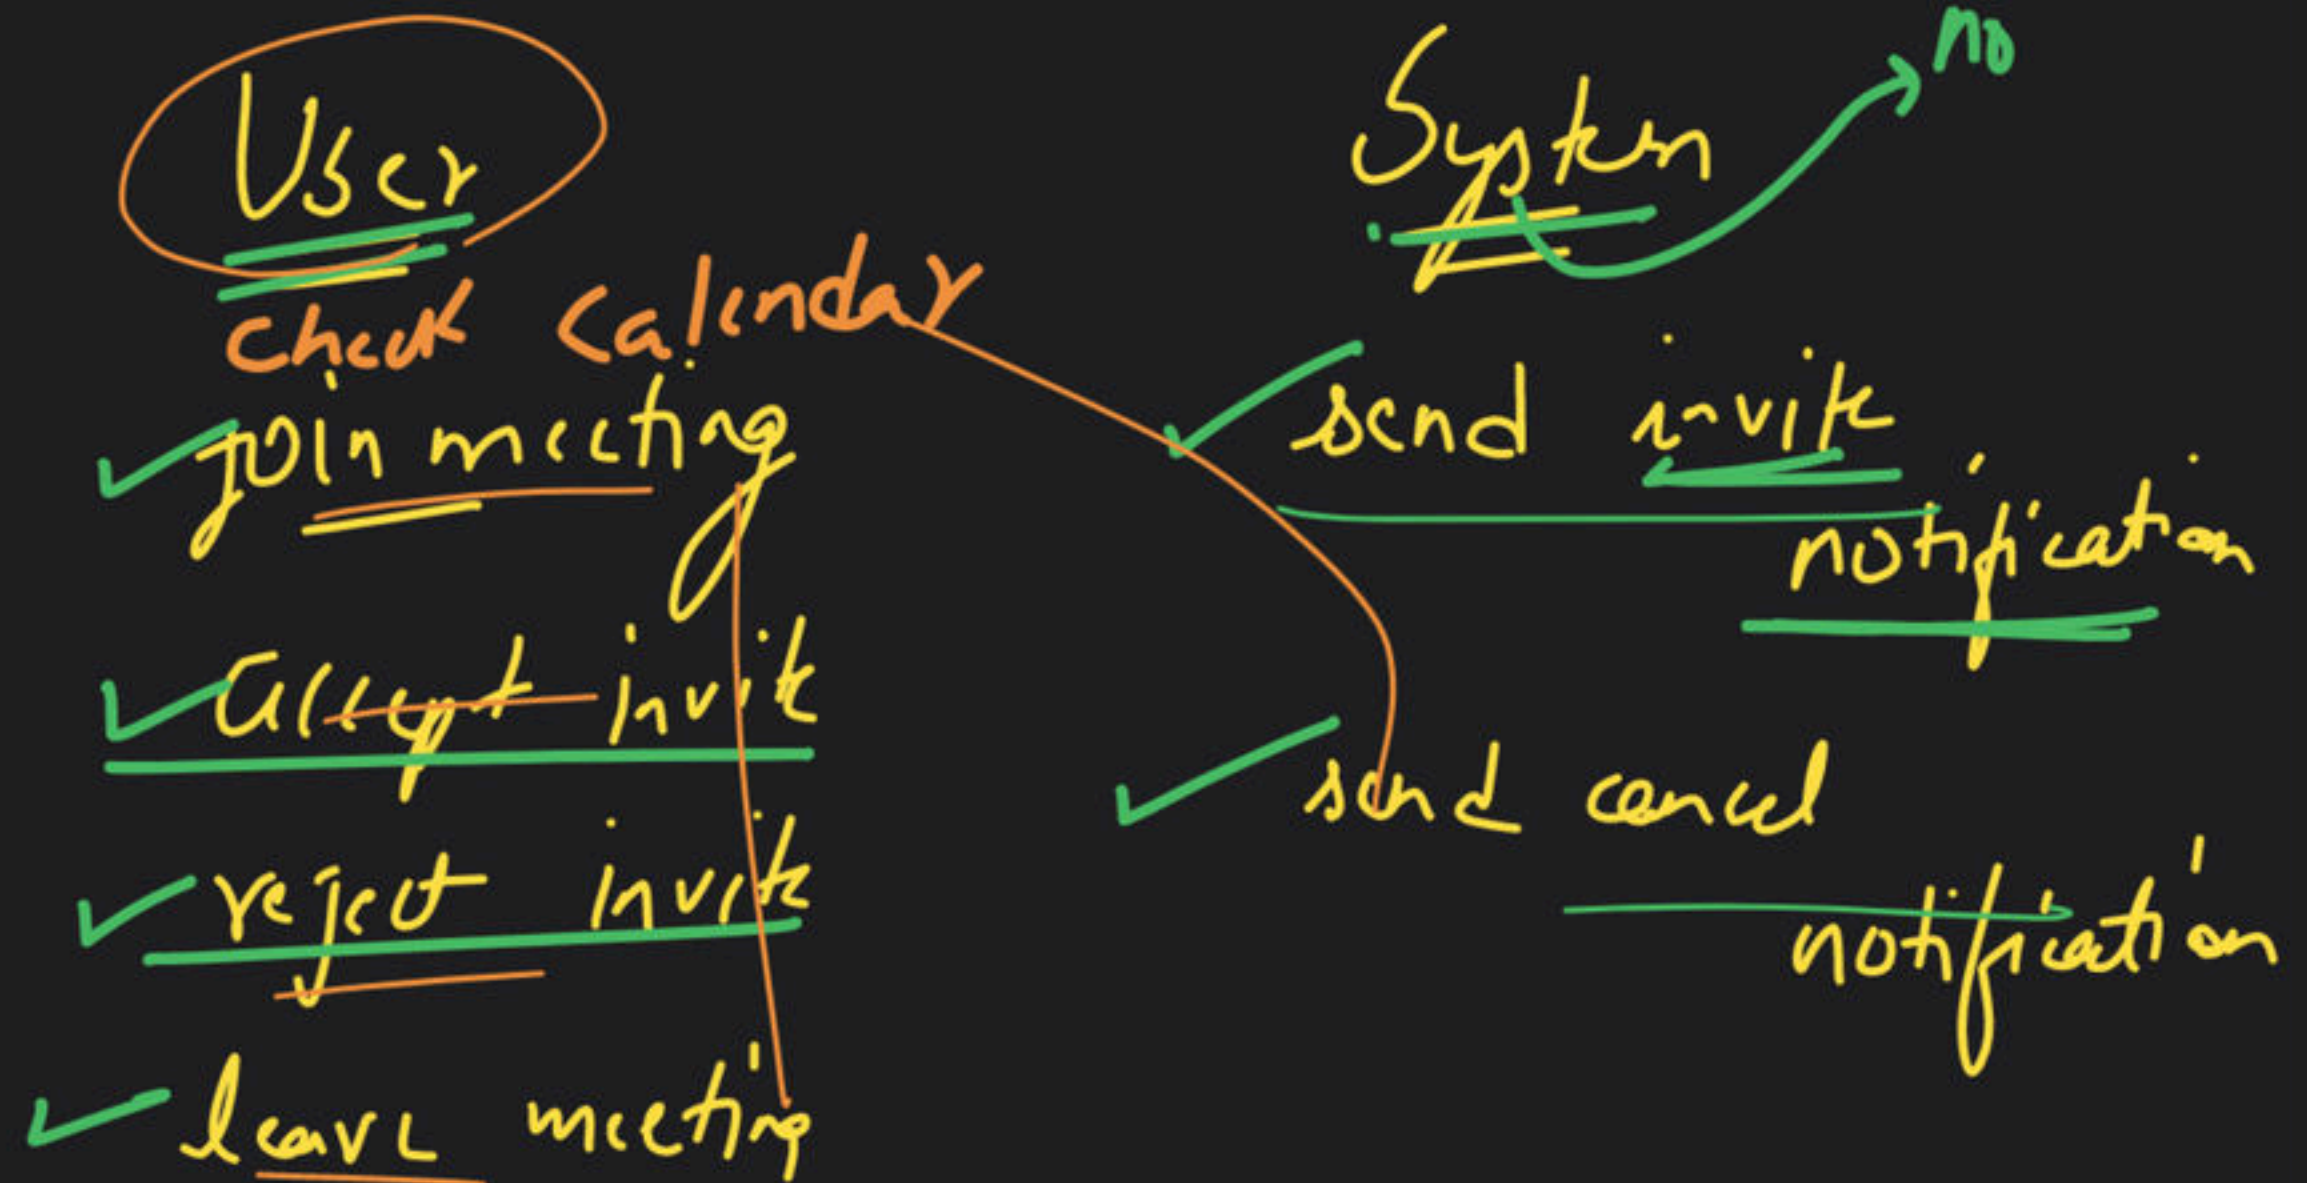 User
check calendar
join meeting
accept invite
reject invite
leave meeting
System
no
send invite
notification
send cancel
notification